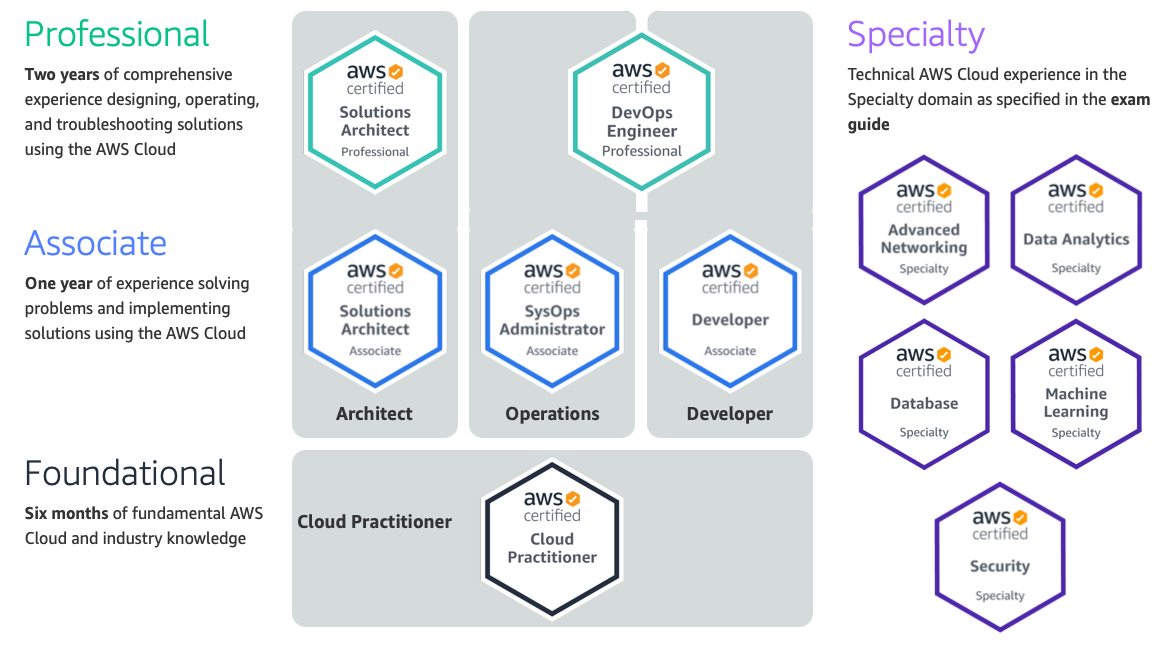 Professional
Two years of comprehensive
experience designing, operating,
and troubleshooting solutions
using the AWS Cloud
aws
certified
Solutions
Architect
Professional
aws
certified
DevOps
Engineer
Professional
Associate
One year of experience solving
problems and implementing
solutions using the AWS Cloud
aws
certified
Solutions
Architect
Associate
aws
certified
SysOps
Administrator
Associate
aws
certified
Developer
Associate
Architect
Operations
Developer
Foundational
Six months of fundamental AWS
Cloud and industry knowledge
Cloud Practitioner
aws
certified
Cloud
Practitioner
Specialty
Technical AWS Cloud experience in the
Specialty domain as specified in the exam
guide
aws
certified
Advanced
Networking
Specialty
aws
certified
Data Analytics
Specialty
aws
certified
Database
Specialty
aws
certified
Machine
Learning
Specialty
aws
certified
Security
Specialty